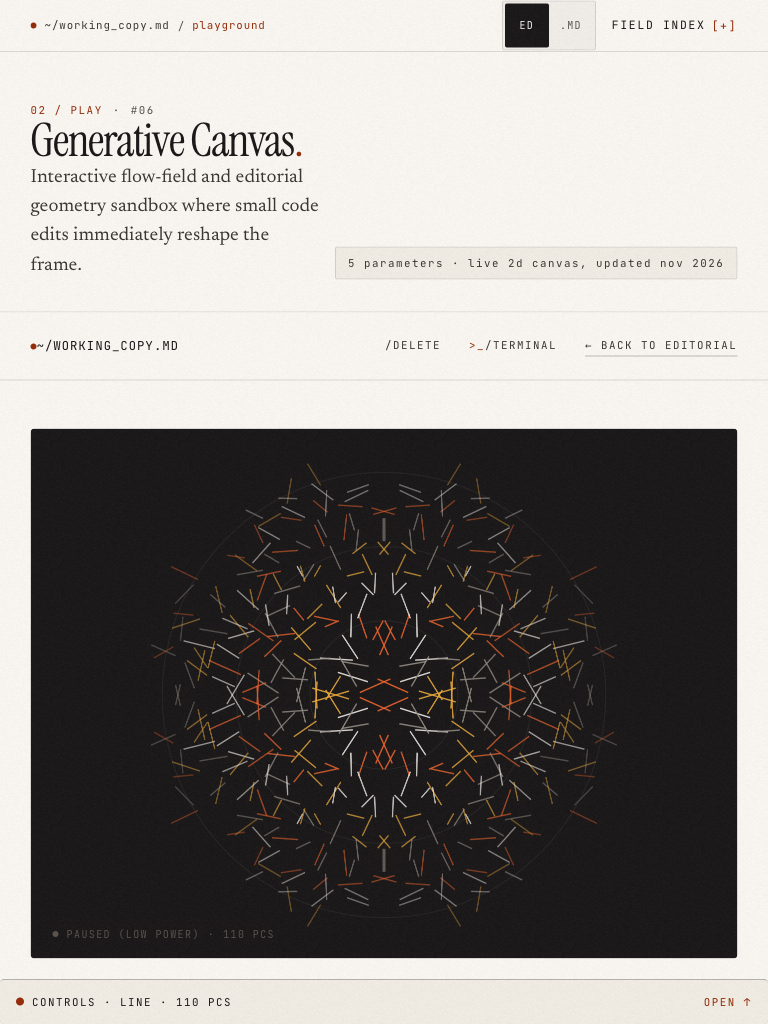 ● ~/working_copy.md / playground
ED .MD FIELD INDEX [+]
02 / PLAY · #06
Generative Canvas.
Interactive flow-field and editorial
geometry sandbox where small code
edits immediately reshape the
frame.
5 parameters · live 2d canvas, updated nov 2026
●~/WORKING_COPY.MD
/DELETE >_/TERMINAL ← BACK TO EDITORIAL
● PAUSED (LOW POWER) · 110 PCS
● CONTROLS · LINE · 110 PCS
OPEN ↑